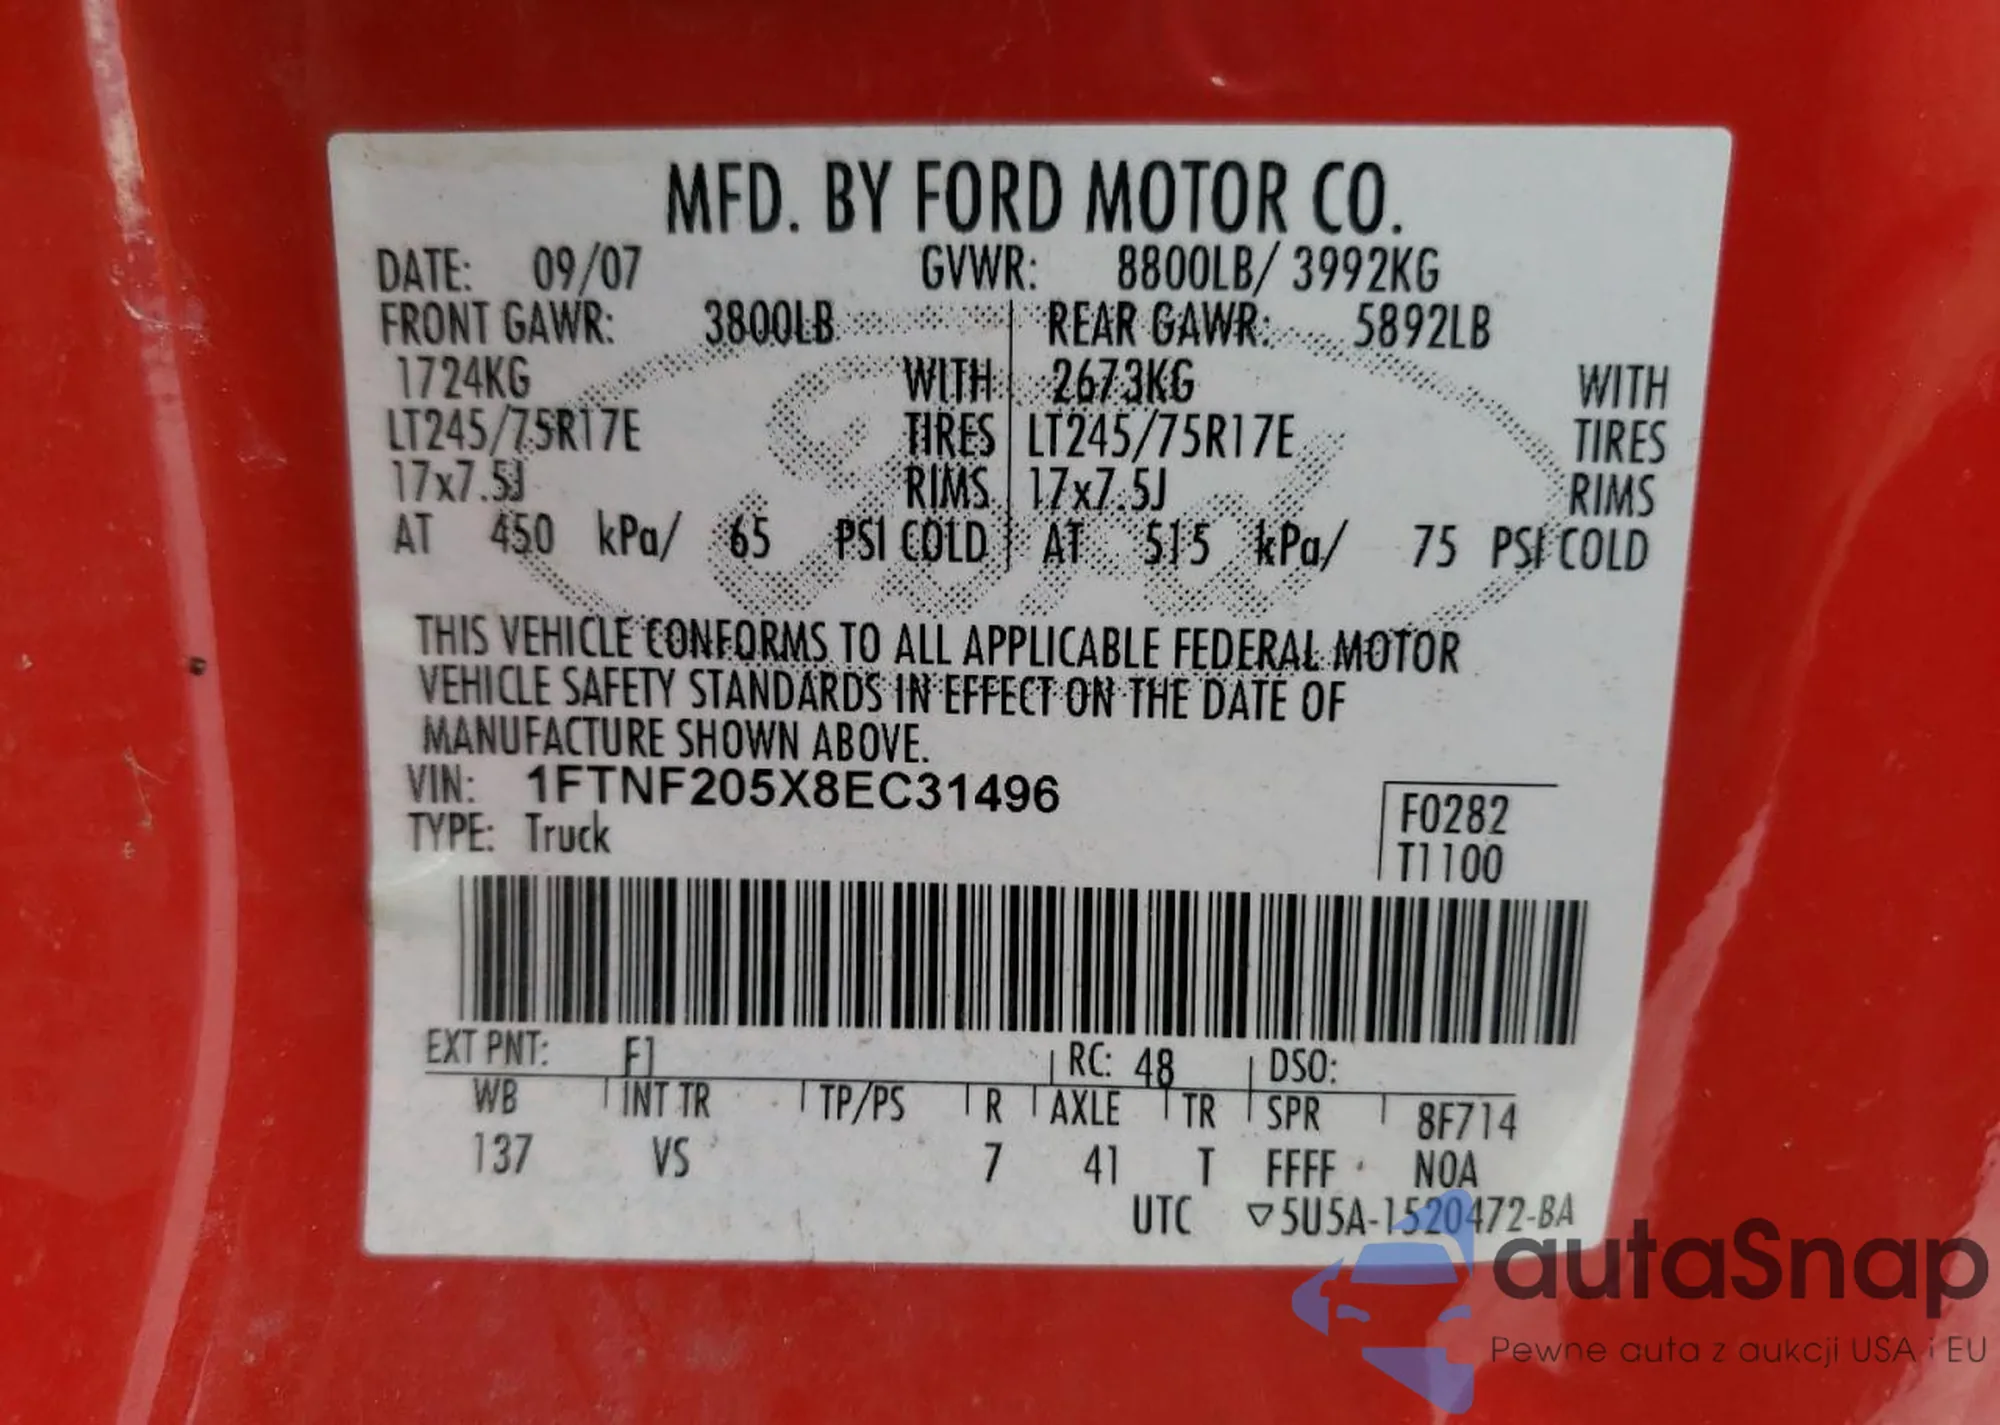 MFD. BY FORD MOTOR CO.
DATE: 09/07 GVWR: 8800LB/ 3992KG
FRONT GAWR: 3800LB REAR GAWR: 5892LB
1724KG WITH 2673KG WITH
LT245/75R17E TIRES LT245/75R17E TIRES
17x7.5J RIMS 17x7.5J RIMS
AT 450 kPa/ 65 PSI COLD AT 515 kPa/ 75 PSI COLD
Ford
THIS VEHICLE CONFORMS TO ALL APPLICABLE FEDERAL MOTOR
VEHICLE SAFETY STANDARDS IN EFFECT ON THE DATE OF
MANUFACTURE SHOWN ABOVE.
VIN: 1FTNF205X8EC31496
TYPE: Truck
F0282
T1100
EXT PNT: F1 RC: 48 DSO:
WB INT TR TP/PS R AXLE TR SPR 8F714
137 VS 7 41 T FFFF NOA
UTC ▽5U5A-1520472-BA
autaSnap
Pewne auta z aukcji USA i EU